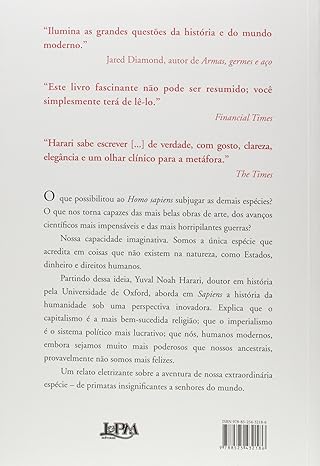 “Ilumina as grandes questões da história e do mundo
moderno.”
Jared Diamond, autor de Armas, germes e aço
“Este livro fascinante não pode ser resumido; você
simplesmente terá de lê-lo.”
Financial Times
“Harari sabe escrever [...] de verdade, com gosto, clareza,
elegância e um olhar clínico para a metáfora.”
The Times
O que possibilitou ao Homo sapiens subjugar as demais espécies?
O que nos torna capazes das mais belas obras de arte, dos avanços
científicos mais impensáveis e das mais horripilantes guerras?
Nossa capacidade imaginativa. Somos a única espécie que
acredita em coisas que não existem na natureza, como Estados,
dinheiro e direitos humanos.
Partindo dessa ideia, Yuval Noah Harari, doutor em história
pela Universidade de Oxford, aborda em Sapiens a história da
humanidade sob uma perspectiva inovadora. Explica que o
capitalismo é a mais bem-sucedida religião; que o imperialismo
é o sistema político mais lucrativo; que nós, humanos modernos,
embora sejamos muito mais poderosos que nossos ancestrais,
provavelmente não somos mais felizes.
Um relato eletrizante sobre a aventura de nossa extraordinária
espécie – de primatas insignificantes a senhores do mundo.
ISBN 978-85-254-3218-6
L&PM
EDITORES
9788525432186